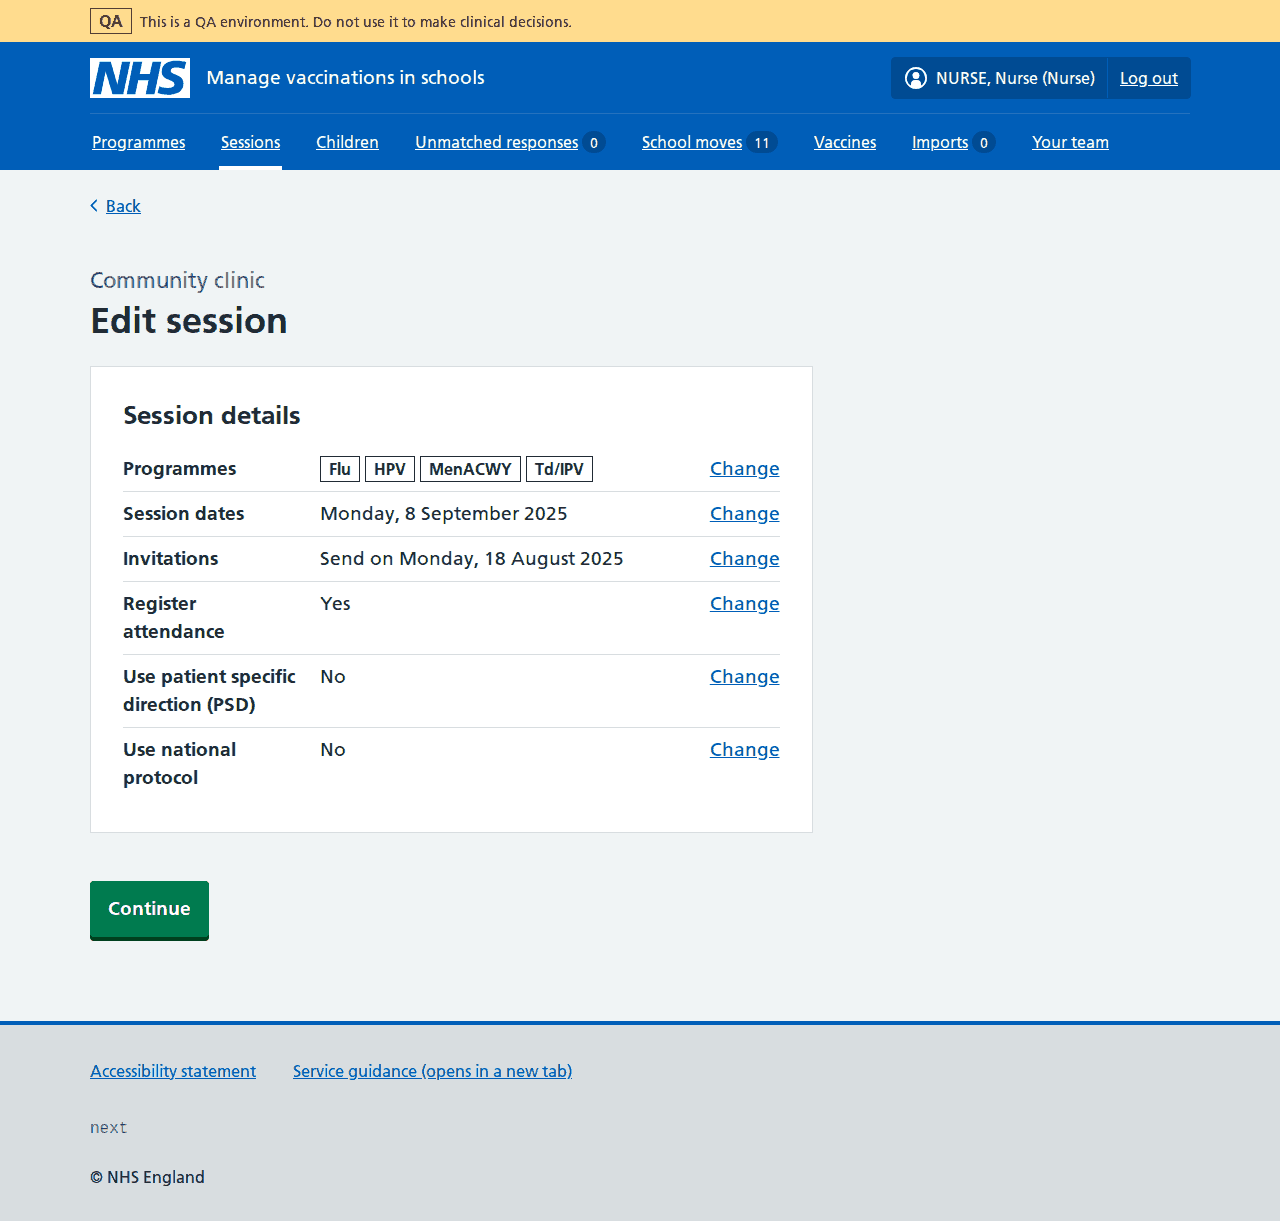 QA This is a QA environment. Do not use it to make clinical decisions.
NHS Manage vaccinations in schools NURSE, Nurse (Nurse) Log out
Programmes Sessions Children Unmatched responses 0 School moves 11 Vaccines Imports 0 Your team
Back
Community clinic
Edit session
Session details
Programmes Flu HPV MenACWY Td/IPV Change
Session dates Monday, 8 September 2025 Change
Invitations Send on Monday, 18 August 2025 Change
Register Yes Change
attendance
Use patient specific No Change
direction (PSD)
Use national No Change
protocol
Continue
Accessibility statement Service guidance (opens in a new tab)
next
© NHS England